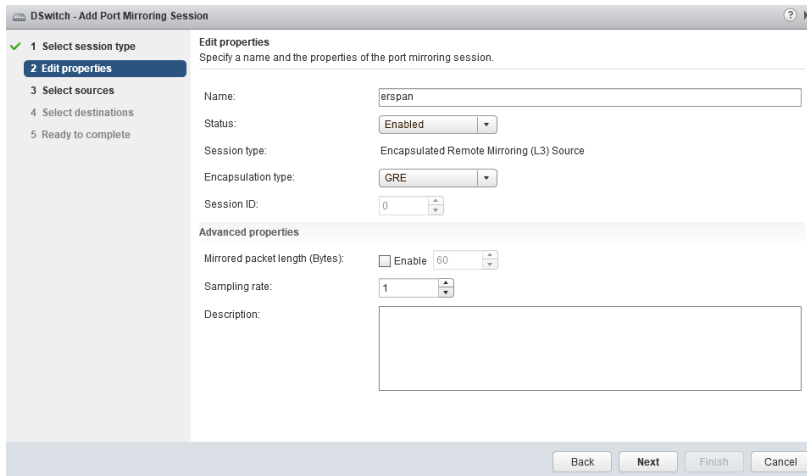 DSwitch - Add Port Mirroring Session
?
1 Select session type
2 Edit properties
3 Select sources
4 Select destinations
5 Ready to complete
Edit properties
Specify a name and the properties of the port mirroring session.
Name: erspan
Status: Enabled
Session type: Encapsulated Remote Mirroring (L3) Source
Encapsulation type: GRE
Session ID: 0
Advanced properties
Mirrored packet length (Bytes): Enable 60
Sampling rate: 1
Description:
Back Next Finish Cancel